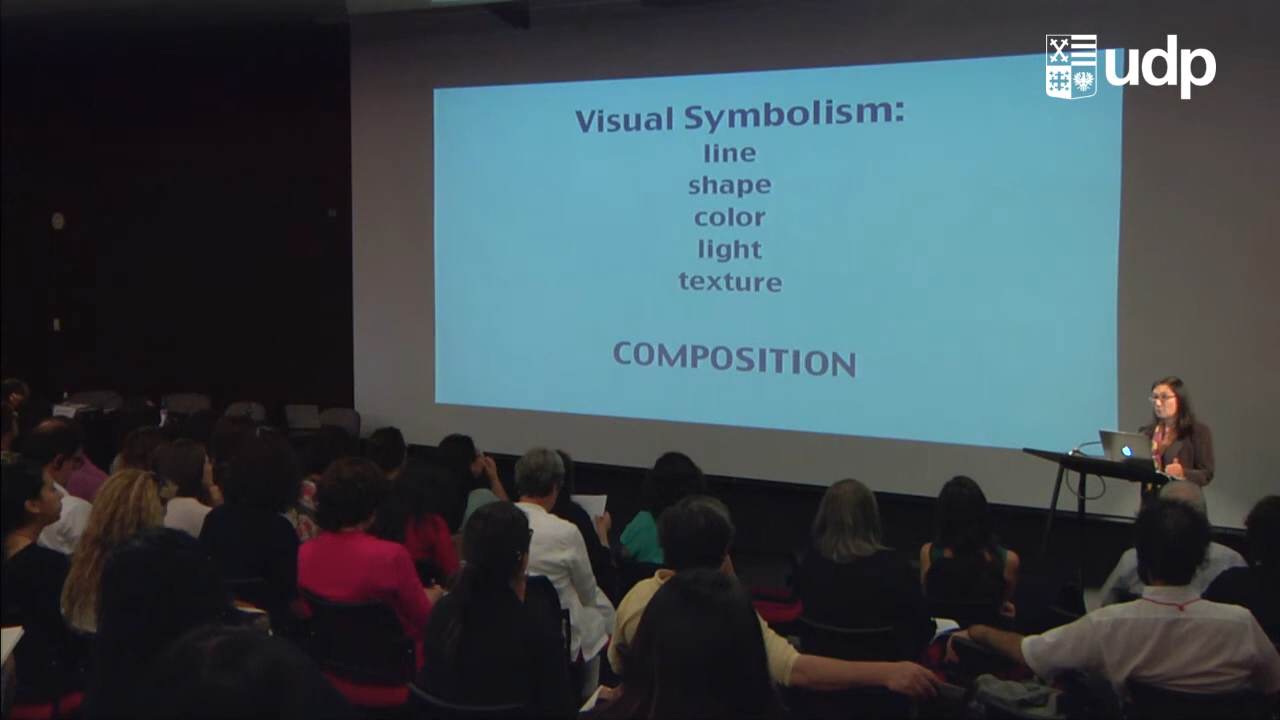 udp
Visual Symbolism:
line
shape
color
light
texture
COMPOSITION